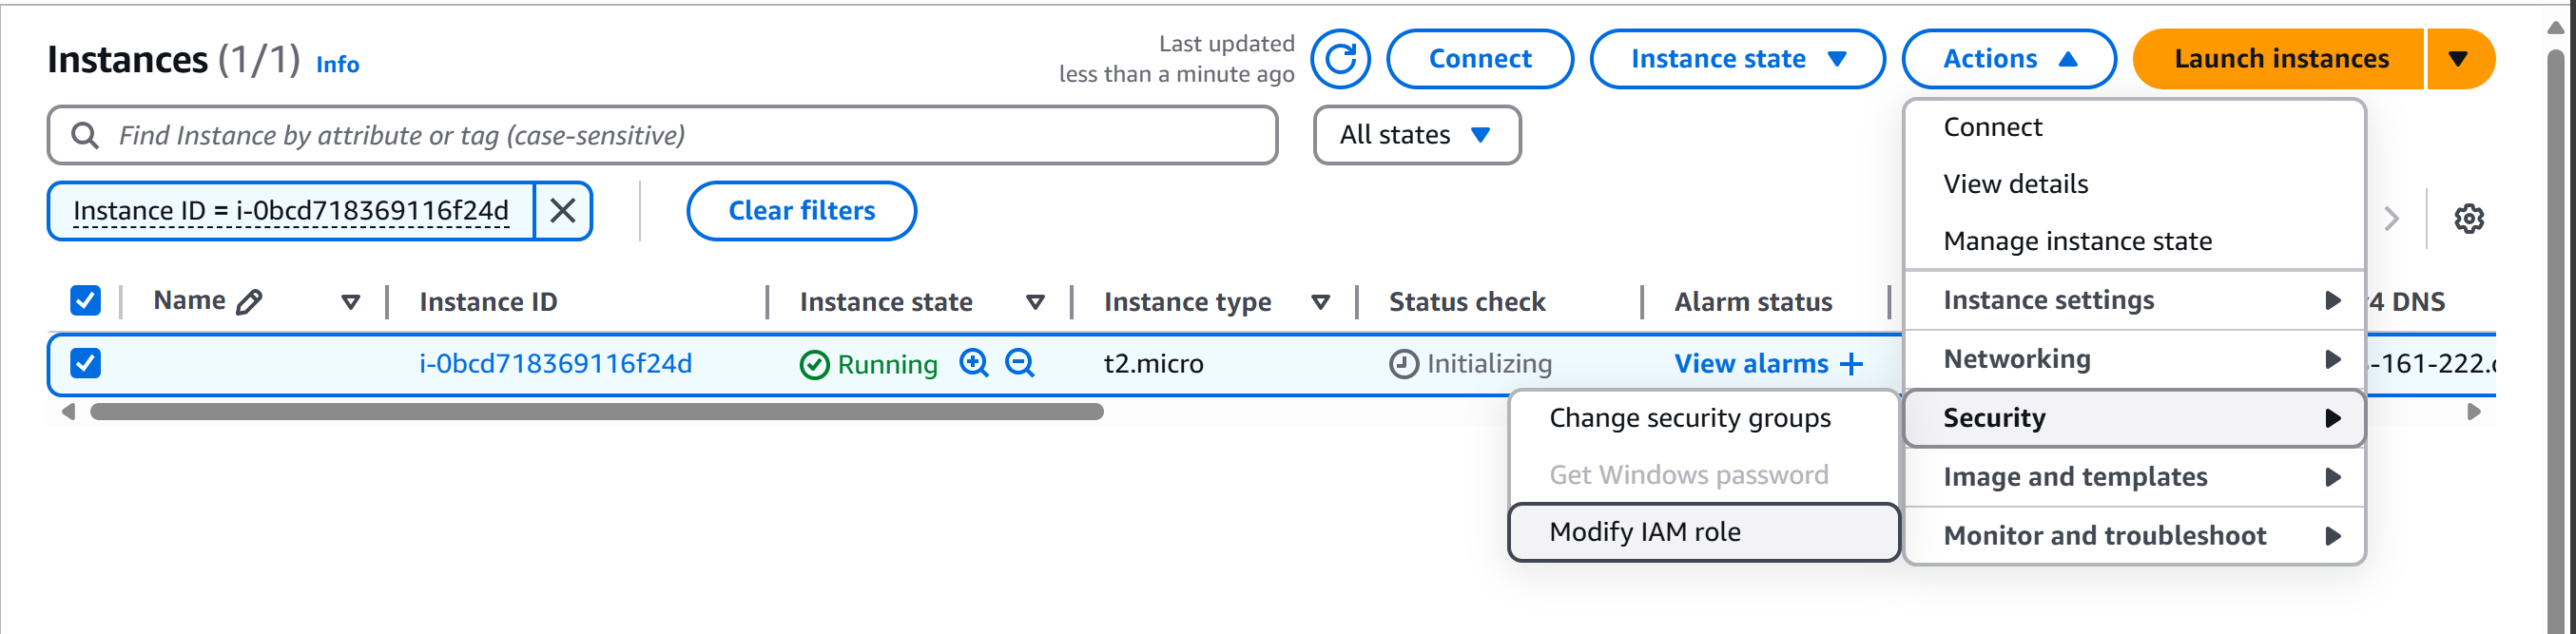 Instances (1/1) Info
Last updated
less than a minute ago
Connect
Instance state
Actions
Launch instances
Find Instance by attribute or tag (case-sensitive)
All states
Instance ID = i-0bcd718369116f24d
Clear filters
Connect
View details
Manage instance state
Instance settings
Networking
Security
Image and templates
Monitor and troubleshoot
Change security groups
Get Windows password
Modify IAM role
Name
Instance ID
Instance state
Instance type
Status check
Alarm status
4 DNS
i-0bcd718369116f24d
Running
t2.micro
Initializing
View alarms +
-161-222.